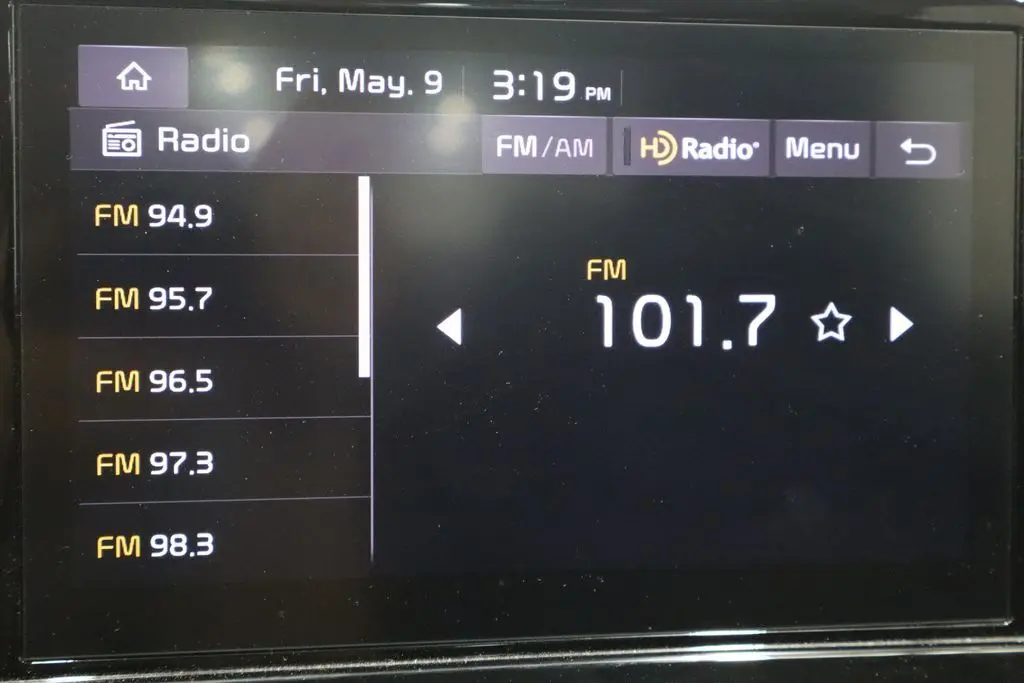 Fri, May. 9 3:19 PM
Radio FM/AM HD Radio Menu
FM 94.9
FM 95.7
FM 96.5
FM 97.3
FM 98.3
FM
101.7